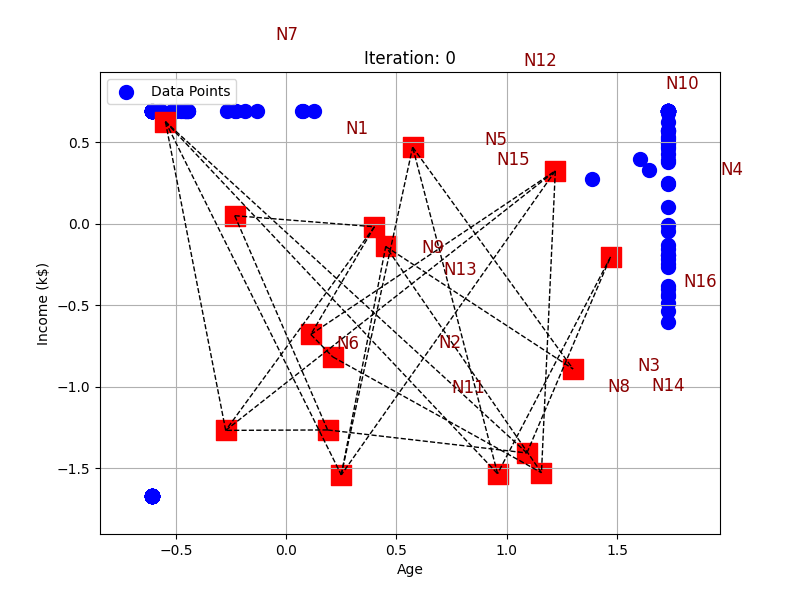 N7
N12
Iteration: 0
N10
Data Points
N1
N5
N15
N4
N9
N13
N16
N6
N2
N3
N11
N8
N14
0.5
0.0
−0.5
−1.0
−1.5
Income (k$)
−0.5
0.0
0.5
1.0
1.5
Age